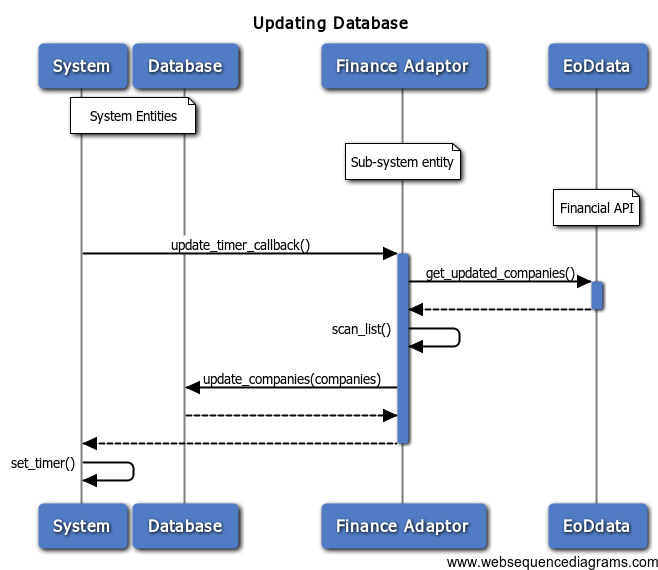 Updating Database
System
Database
Finance Adaptor
EoDdata
System Entities
Sub-system entity
Financial API
update_timer_callback()
get_updated_companies()
scan_list()
update_companies(companies)
set_timer()
System
Database
Finance Adaptor
EoDdata
www.websequencediagrams.com